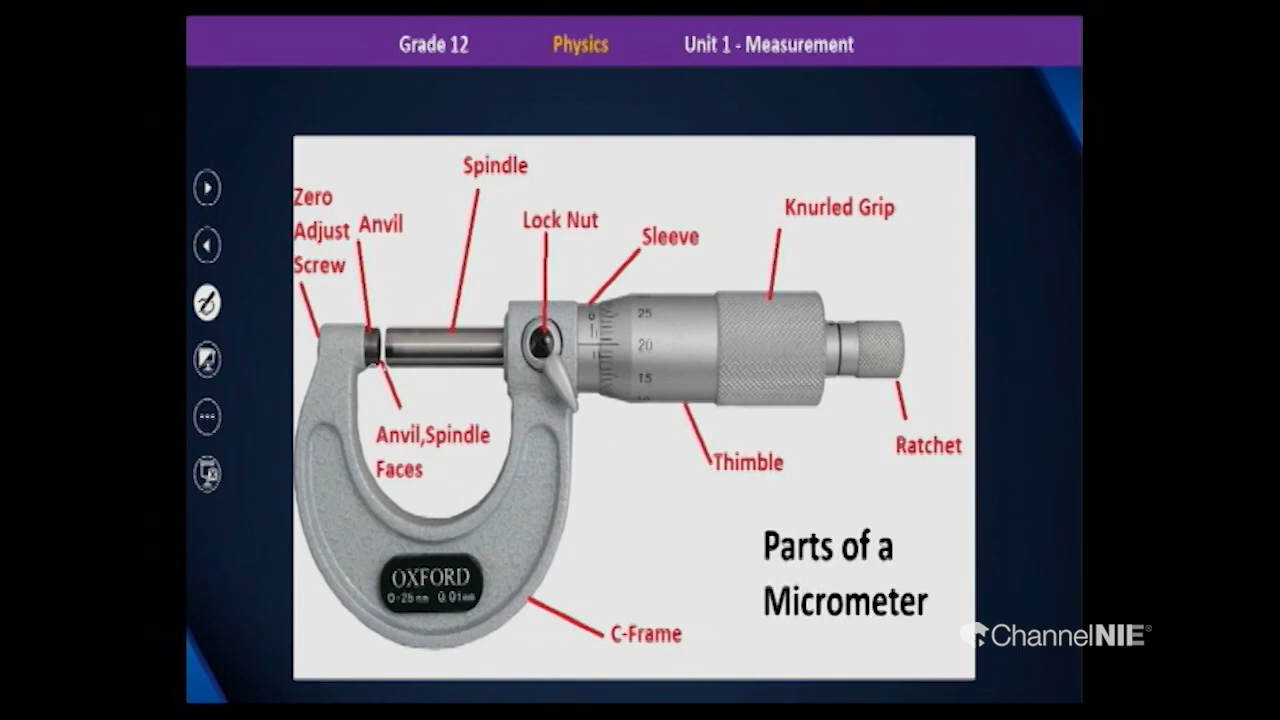 Grade 12 Physics Unit 1 - Measurement
Spindle
Zero
Adjust
Screw
Anvil
Lock Nut
Sleeve
Knurled Grip
0
25
20
15
Anvil,Spindle
Faces
Thimble
Ratchet
OXFORD
0-25mm 0.01mm
Parts of a
Micrometer
C-Frame
ChannelNIE®